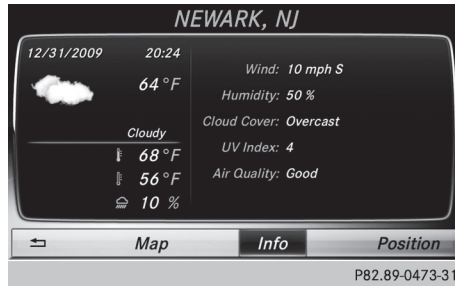 NEWARK, NJ
12/31/2009 20:24
64°F
Cloudy
68°F
56°F
10 %
Wind: 10 mph S
Humidity: 50 %
Cloud Cover: Overcast
UV Index: 4
Air Quality: Good
Map Info Position
P82.89-0473-31